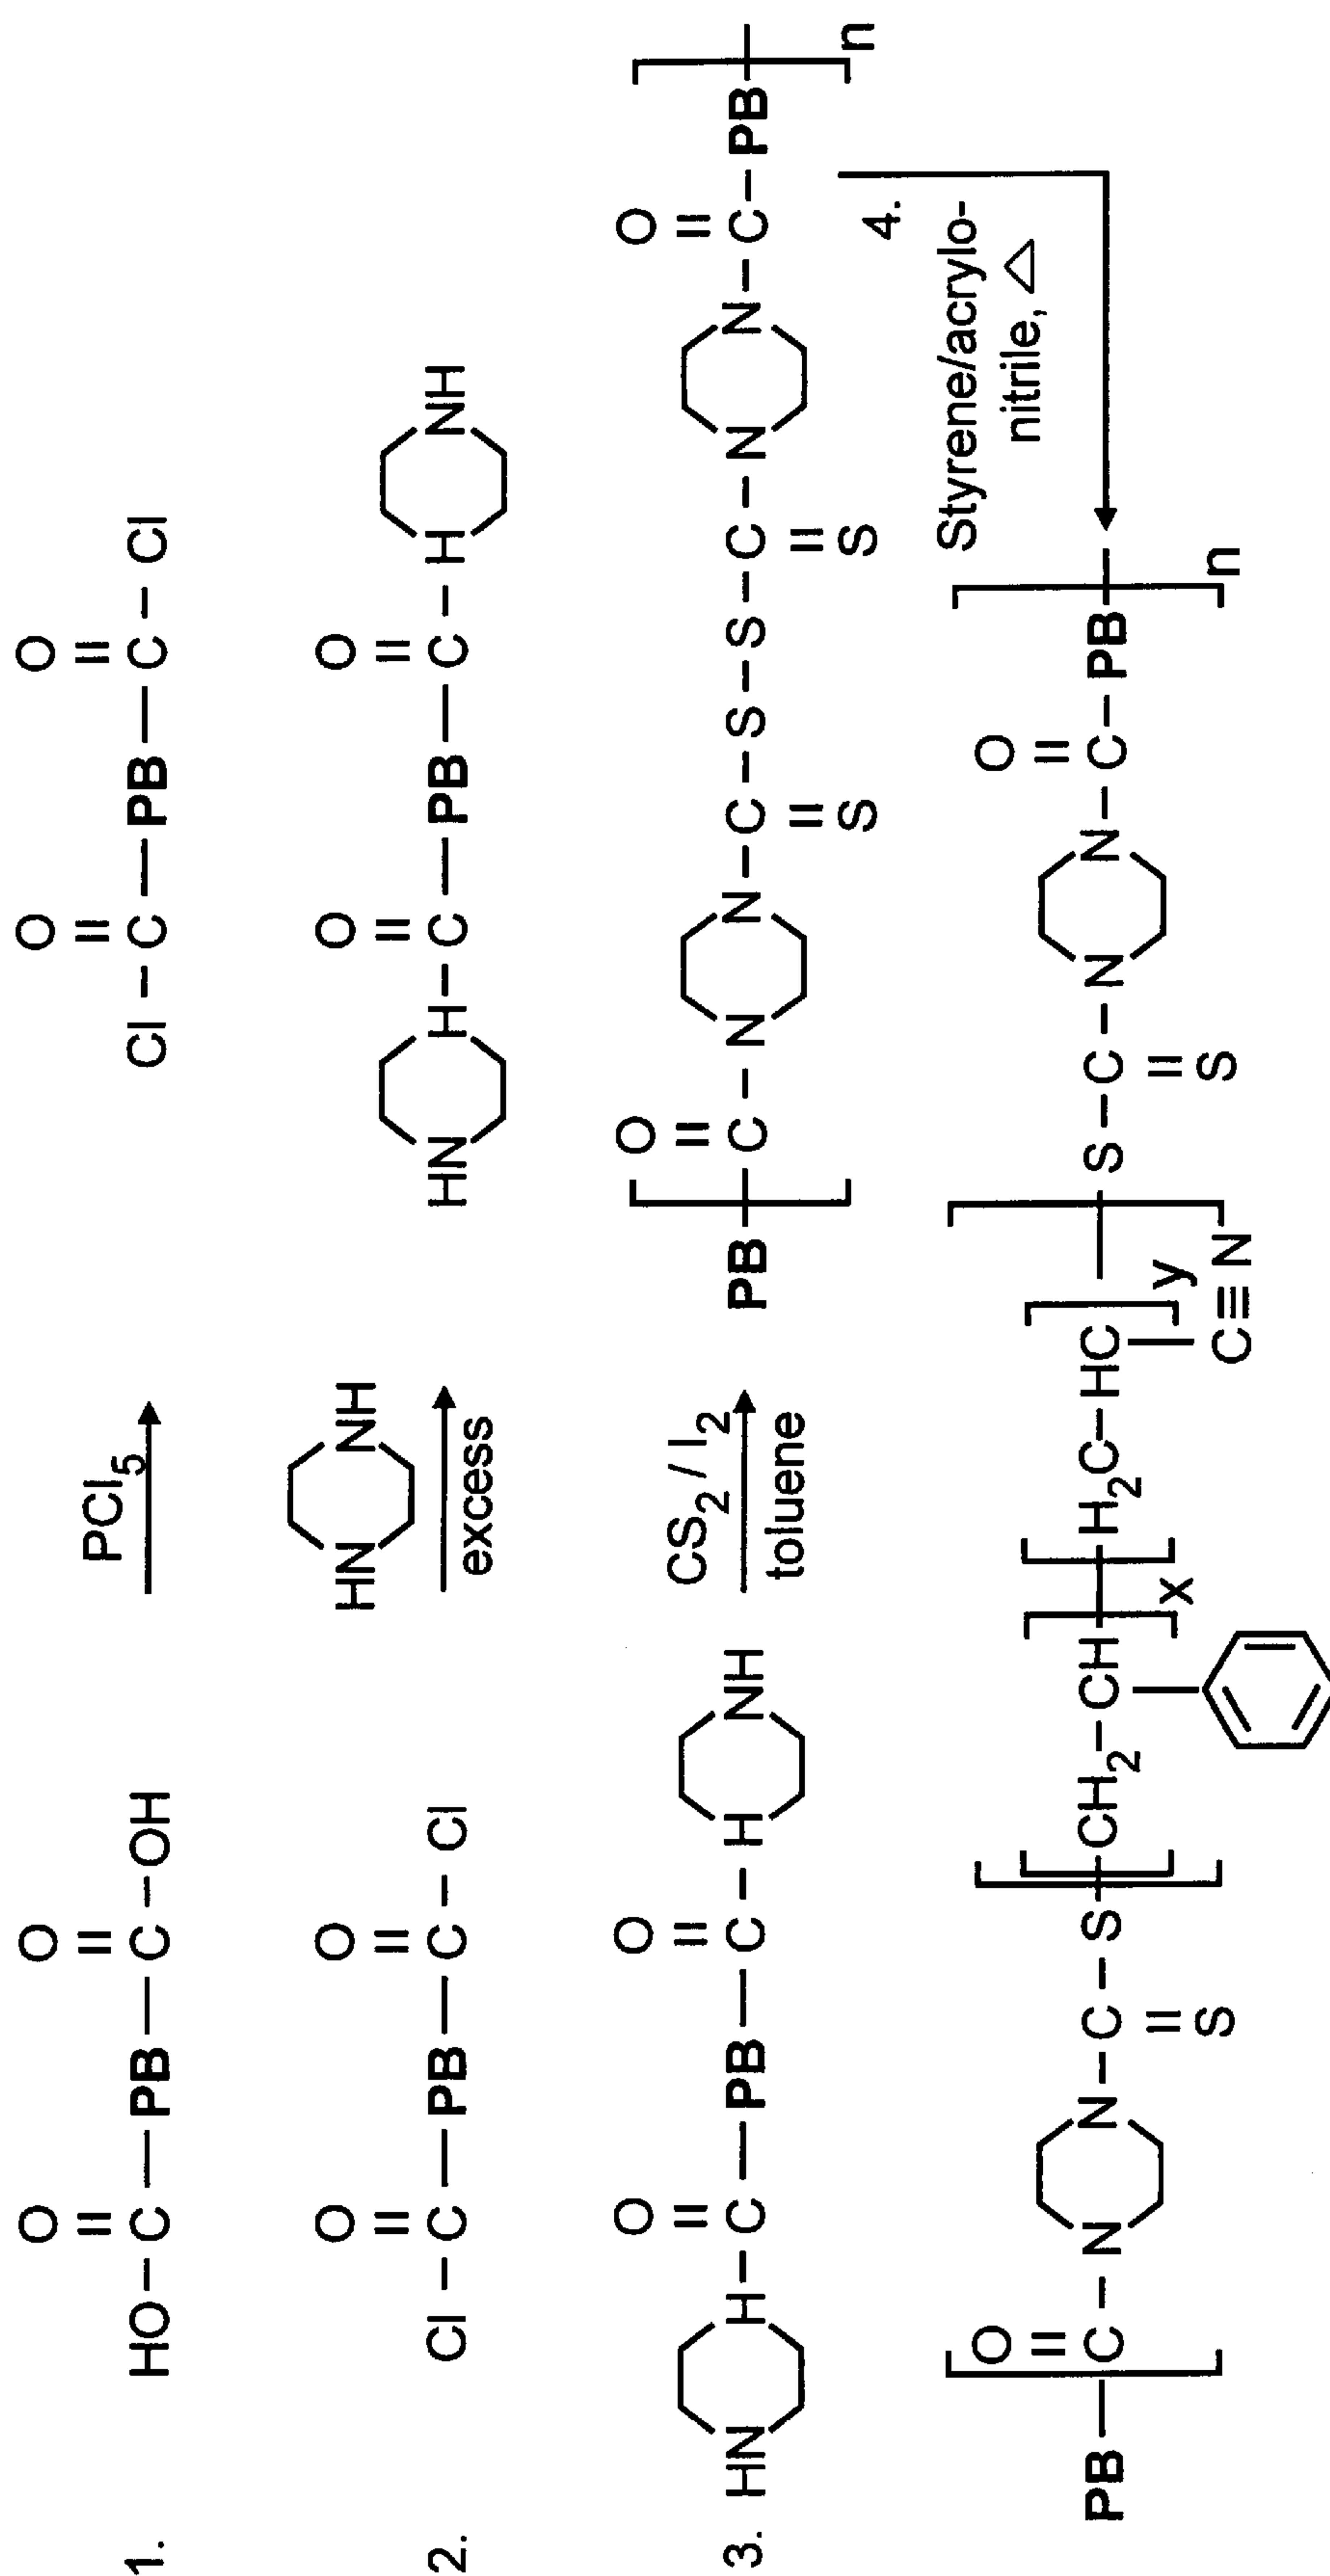 O O O O
1. HO–C–PB–C–OH PCl₅ Cl–C–PB–C–Cl
O O HN NH O O
2. Cl–C–PB–C–Cl excess HN H–C–PB–C–H NH
O O CS₂ / I₂ O O
3. HN H–C–PB–C–H NH toluene PB C–N N–C–S–S–C–N N–C–PB
S S n
4.
Styrene/acrylo-
nitrile, △
O O
PB C–N N–C–S CH₂–CH x H₂C–HC y S–C–N N–C–PB
S C≡N S n